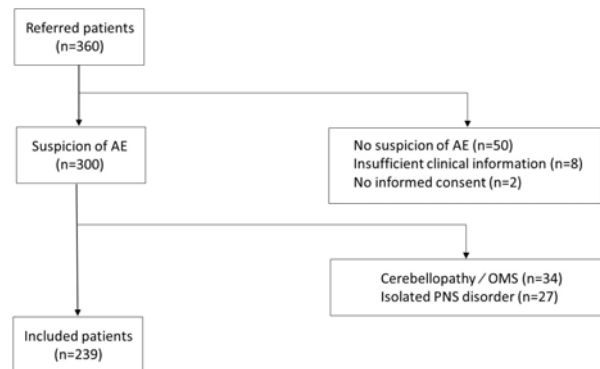 Referred patients
(n=360)
Suspicion of AE
(n=300)
No suspicion of AE (n=50)
Insufficient clinical information (n=8)
No informed consent (n=2)
Cerebellopathy / OMS (n=34)
Isolated PNS disorder (n=27)
Included patients
(n=239)